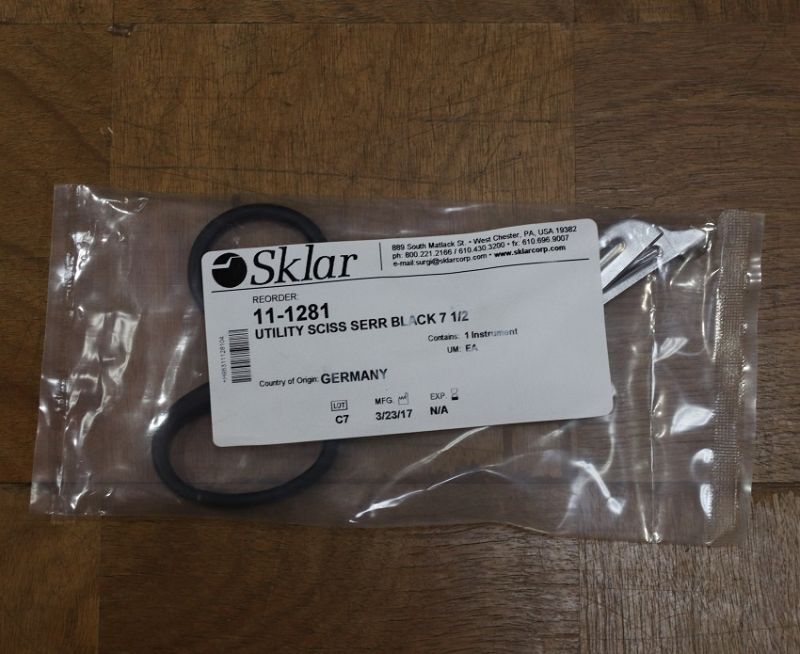 Sklar
889 South Matlack St. • West Chester, PA, USA 19382
ph: 800.221.2166 / 610.430.3200 • fx: 610.696.9007
e-mail:surgi@sklarcorp.com • www.sklarcorp.com
REORDER:
11-1281
UTILITY SCISS SERR BLACK 7 1/2
Contains: 1 Instrument
UM: EA
Country of Origin: GERMANY
LOT MFG. EXP.
C7 3/23/17 N/A